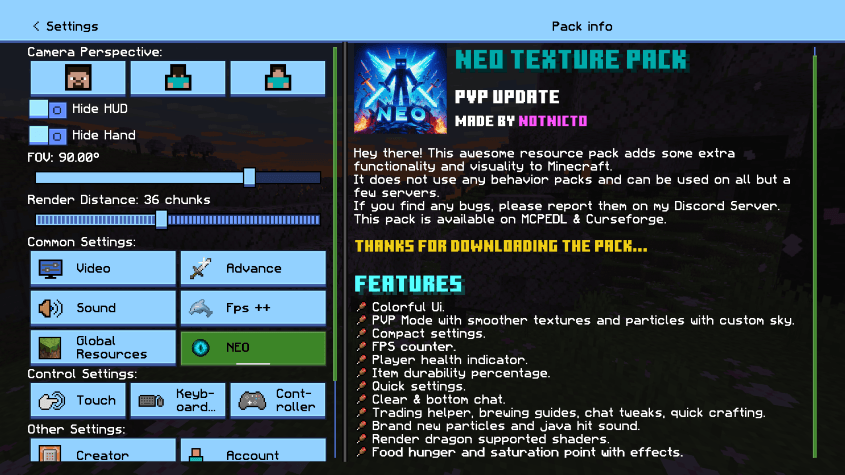 Settings
Pack info
Camera Perspective:
Hide HUD
Hide Hand
FOV: 90.00°
Render Distance: 36 chunks
Common Settings:
Video
Advance
Sound
Fps ++
Global
Resources
NEO
Control Settings:
Touch
Keyb-
oard...
Cont-
roller
Other Settings:
Creator
Account
NEO
NEO TEXTURE PACK
PVP UPDATE
MADE BY NOTNICTO
Hey there! This awesome resource pack adds some extra
functionality and visuality to Minecraft.
It does not use any behavior packs and can be used on all but a
few servers.
If you find any bugs, please report them on my Discord Server.
This pack is available on MCPEDL & Curseforge.
THANKS FOR DOWNLOADING THE PACK...
FEATURES
Colorful Ui.
PVP Mode with smoother textures and particles with custom sky.
Compact settings.
FPS counter.
Player health indicator.
Item durability percentage.
Quick settings.
Clear & bottom chat.
Trading helper, brewing guides, chat tweaks, quick crafting.
Brand new particles and java hit sound.
Render dragon supported shaders.
Food hunger and saturation point with effects.